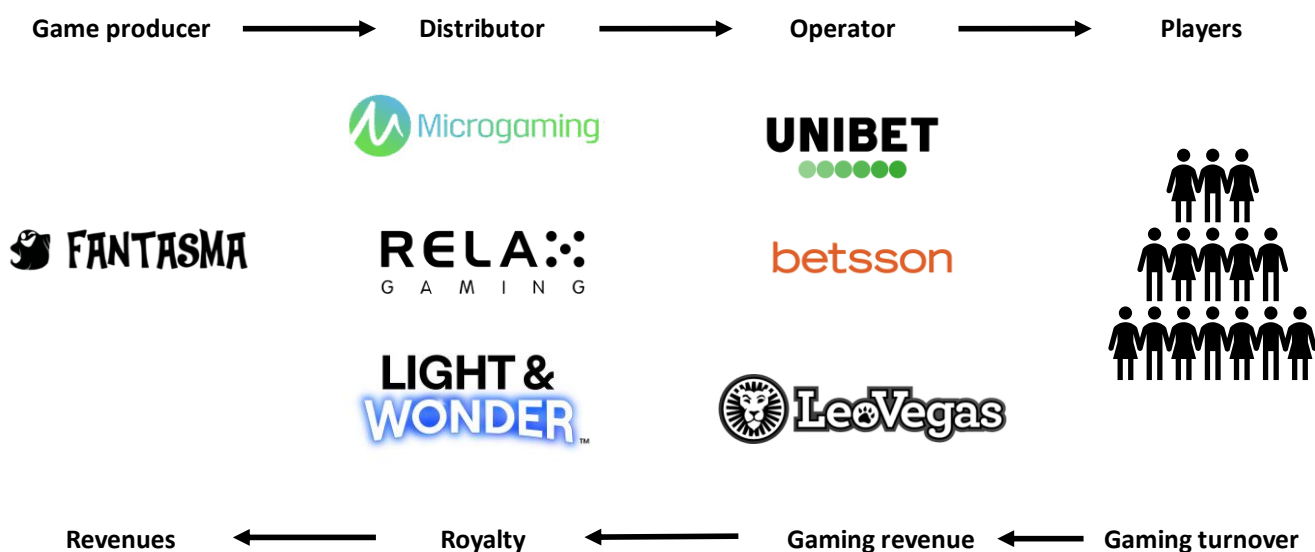 Game producer
Distributor
Operator
Players
Microgaming
UNIBET
FANTASMA
RELAX
GAMING
betsson
LIGHT &
WONDER™
LeoVegas
Revenues
Royalty
Gaming revenue
Gaming turnover